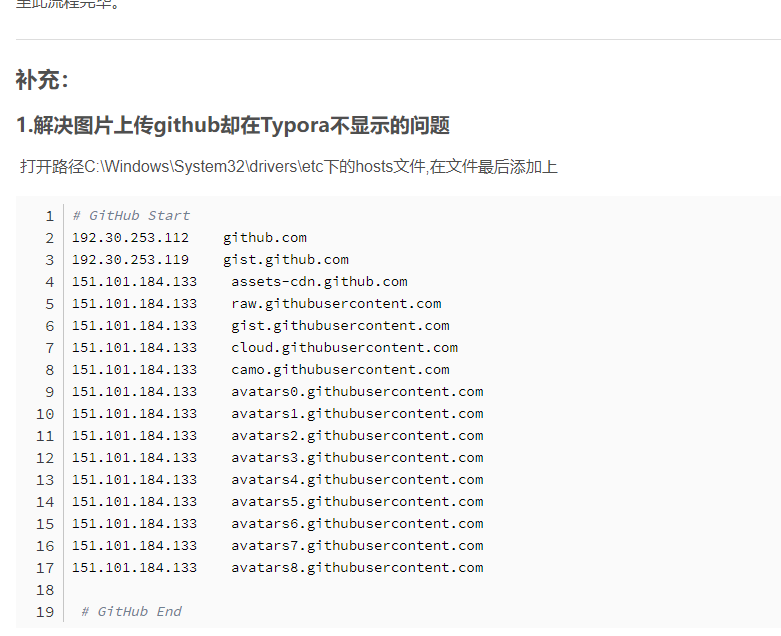 至此流程完毕。
补充：
1.解决图片上传github却在Typora不显示的问题
打开路径C:\Windows\System32\drivers\etc下的hosts文件,在文件最后添加上
1 # GitHub Start
2 192.30.253.112    github.com
3 192.30.253.119    gist.github.com
4 151.101.184.133    assets-cdn.github.com
5 151.101.184.133    raw.githubusercontent.com
6 151.101.184.133    gist.githubusercontent.com
7 151.101.184.133    cloud.githubusercontent.com
8 151.101.184.133    camo.githubusercontent.com
9 151.101.184.133    avatars0.githubusercontent.com
10 151.101.184.133    avatars1.githubusercontent.com
11 151.101.184.133    avatars2.githubusercontent.com
12 151.101.184.133    avatars3.githubusercontent.com
13 151.101.184.133    avatars4.githubusercontent.com
14 151.101.184.133    avatars5.githubusercontent.com
15 151.101.184.133    avatars6.githubusercontent.com
16 151.101.184.133    avatars7.githubusercontent.com
17 151.101.184.133    avatars8.githubusercontent.com
18
19 # GitHub End